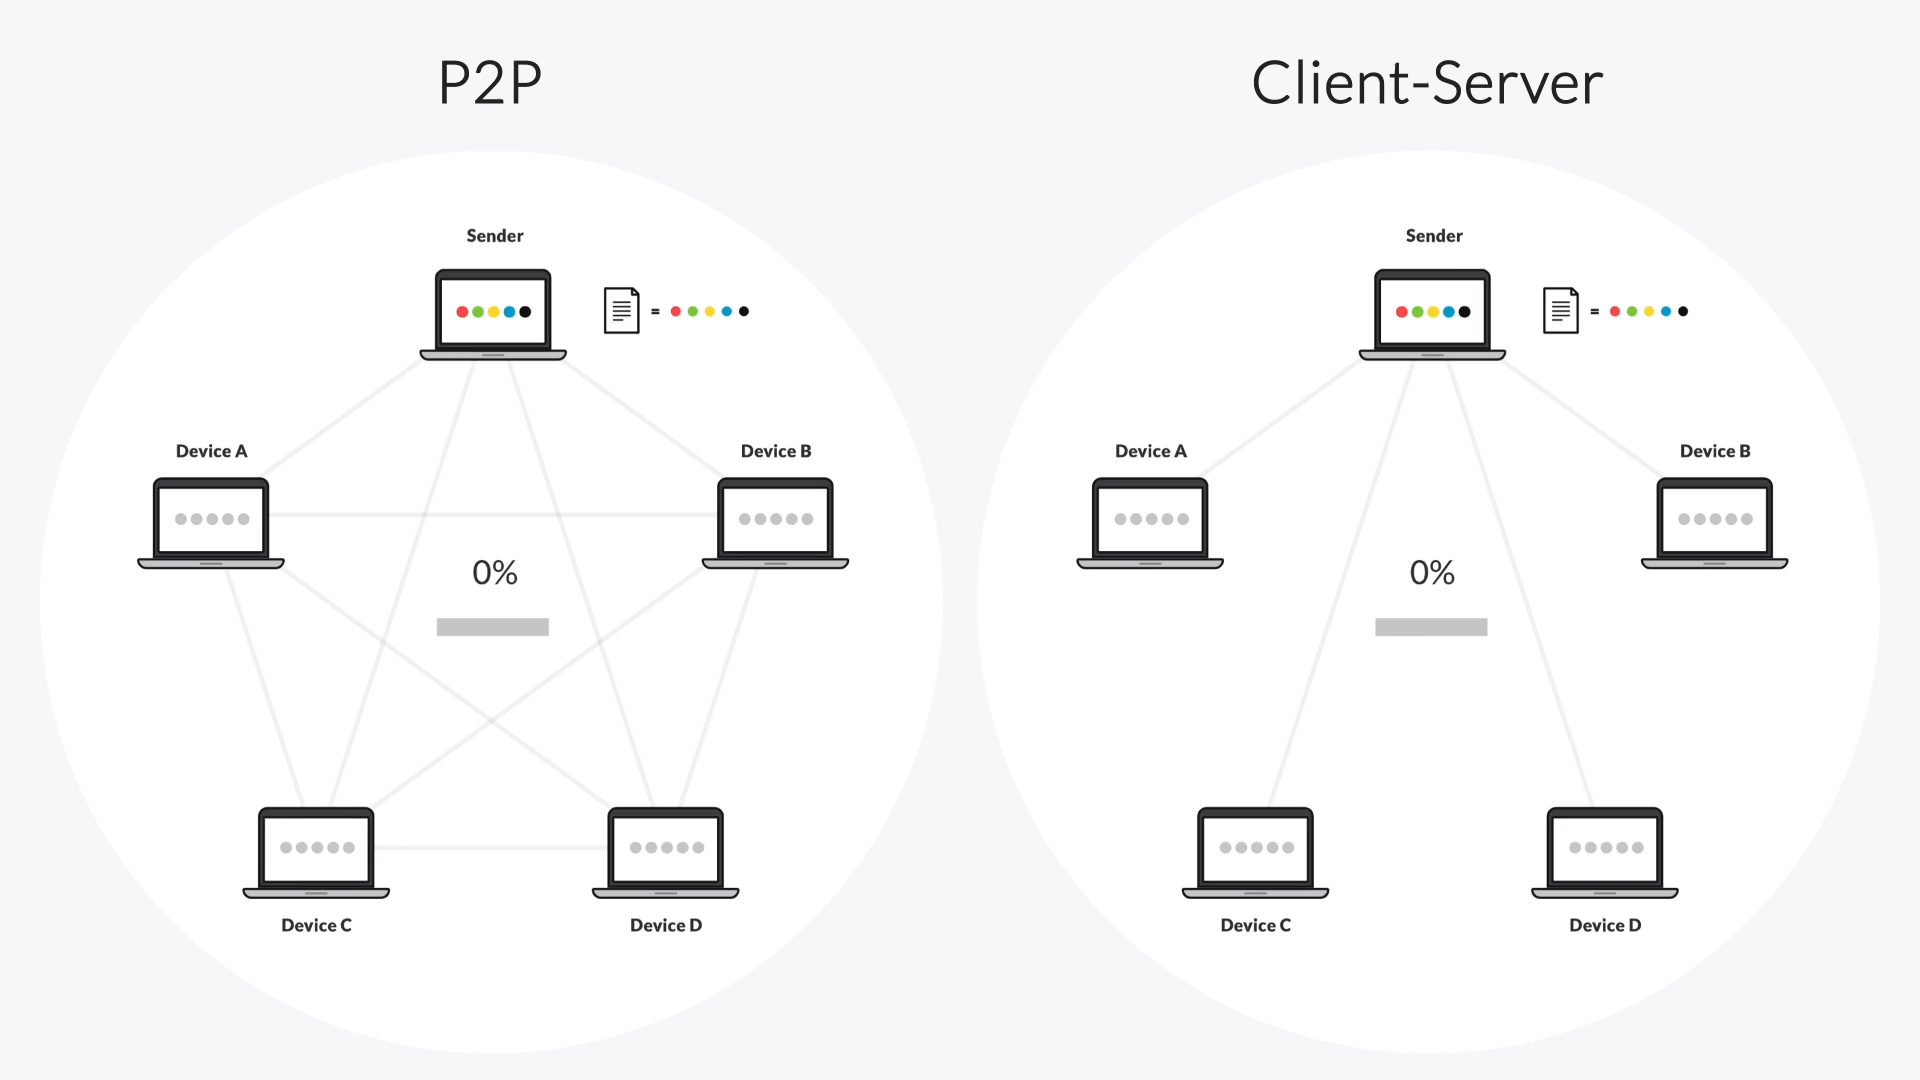 P2P
Sender
=
Device A
Device B
0%
Device C
Device D
Client-Server
Sender
=
Device A
Device B
0%
Device C
Device D